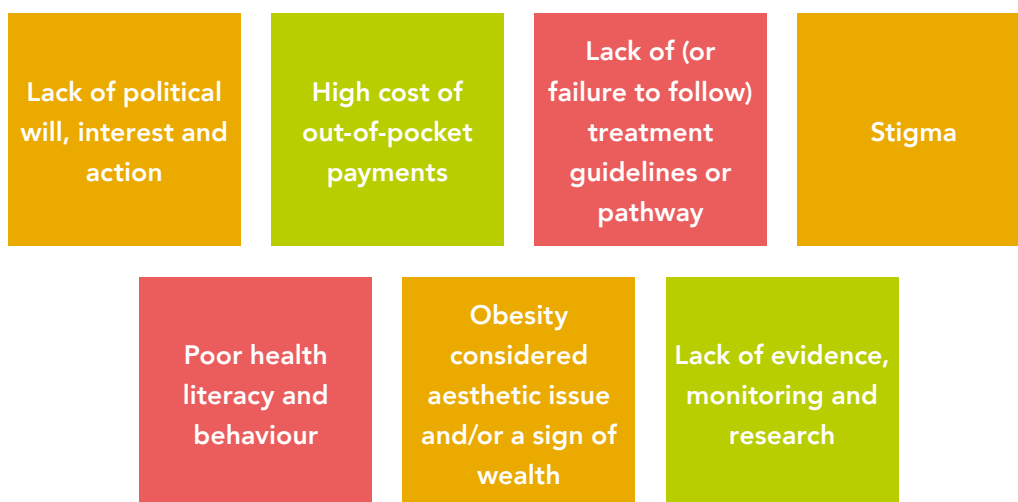 Lack of political
will, interest and
action
High cost of
out-of-pocket
payments
Lack of (or
failure to follow)
treatment
guidelines or
pathway
Stigma
Poor health
literacy and
behaviour
Obesity
considered
aesthetic issue
and/or a sign of
wealth
Lack of evidence,
monitoring and
research